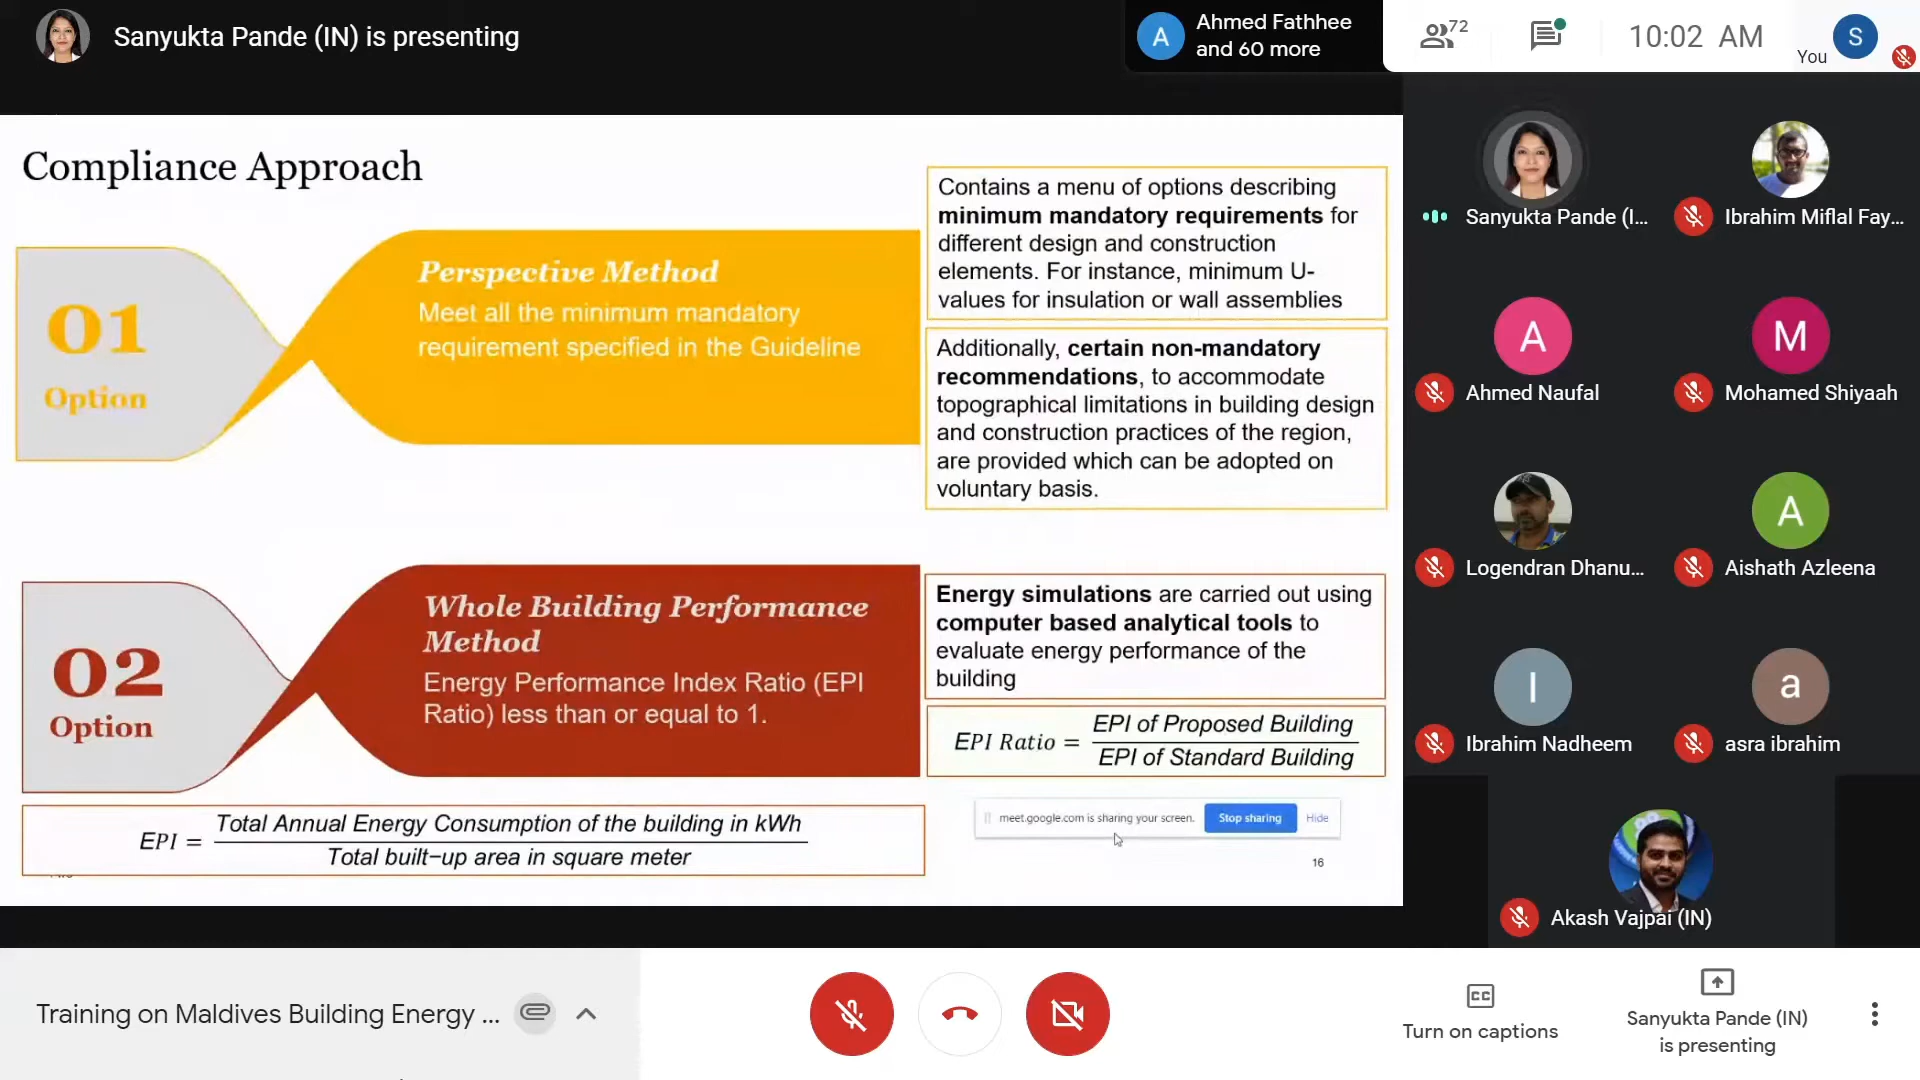 Sanyukta Pande (IN) is presenting
A
Ahmed Fathhee
and 60 more
72
10:02 AM
You
S
Compliance Approach
01
Option
Perspective Method
Meet all the minimum mandatory
requirement specified in the Guideline
Contains a menu of options describing
minimum mandatory requirements for
different design and construction
elements. For instance, minimum U-
values for insulation or wall assemblies
Additionally, certain non-mandatory
recommendations, to accommodate
topographical limitations in building design
and construction practices of the region,
are provided which can be adopted on
voluntary basis.
02
Option
Whole Building Performance
Method
Energy Performance Index Ratio (EPI
Ratio) less than or equal to 1.
Energy simulations are carried out using
computer based analytical tools to
evaluate energy performance of the
building
EPI Ratio = EPI of Proposed Building
EPI of Standard Building
EPI = Total Annual Energy Consumption of the building in kWh
Total built-up area in square meter
meet.google.com is sharing your screen. Stop sharing Hide
16
Sanyukta Pande (I...
Ibrahim Miflal Fay...
A
Ahmed Naufal
M
Mohamed Shiyaah
Logendran Dhanu...
A
Aishath Azleena
I
Ibrahim Nadheem
a
asra ibrahim
Akash Vajpai (IN)
Training on Maldives Building Energy ...
CC
Turn on captions
Sanyukta Pande (IN)
is presenting